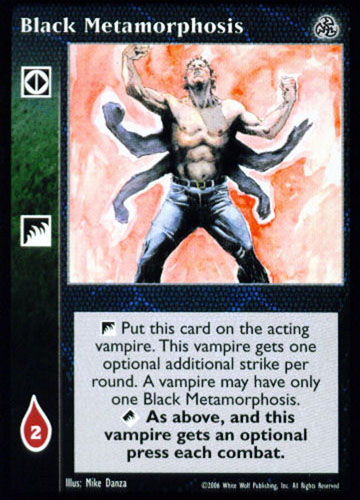 Black Metamorphosis
Put this card on the acting
vampire. This vampire gets one
optional additional strike per
round. A vampire may have only
one Black Metamorphosis.
As above, and this
vampire gets an optional
press each combat.
2
Illus: Mike Danza
©2006 White Wolf Publishing, Inc. All Rights Reserved